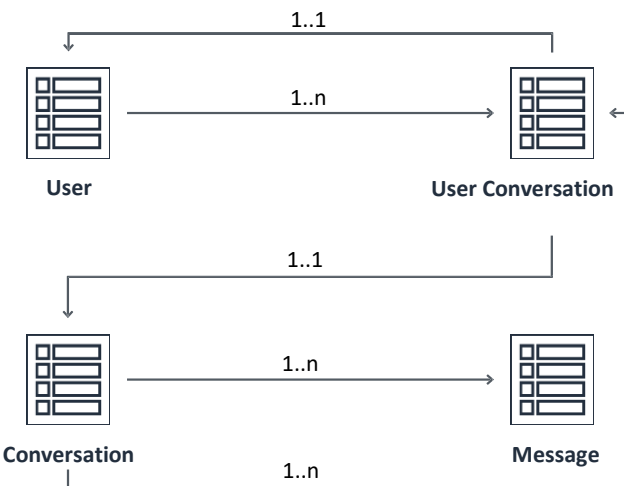 1..1
1..n
User
User Conversation
1..1
1..n
Conversation
Message
1..n